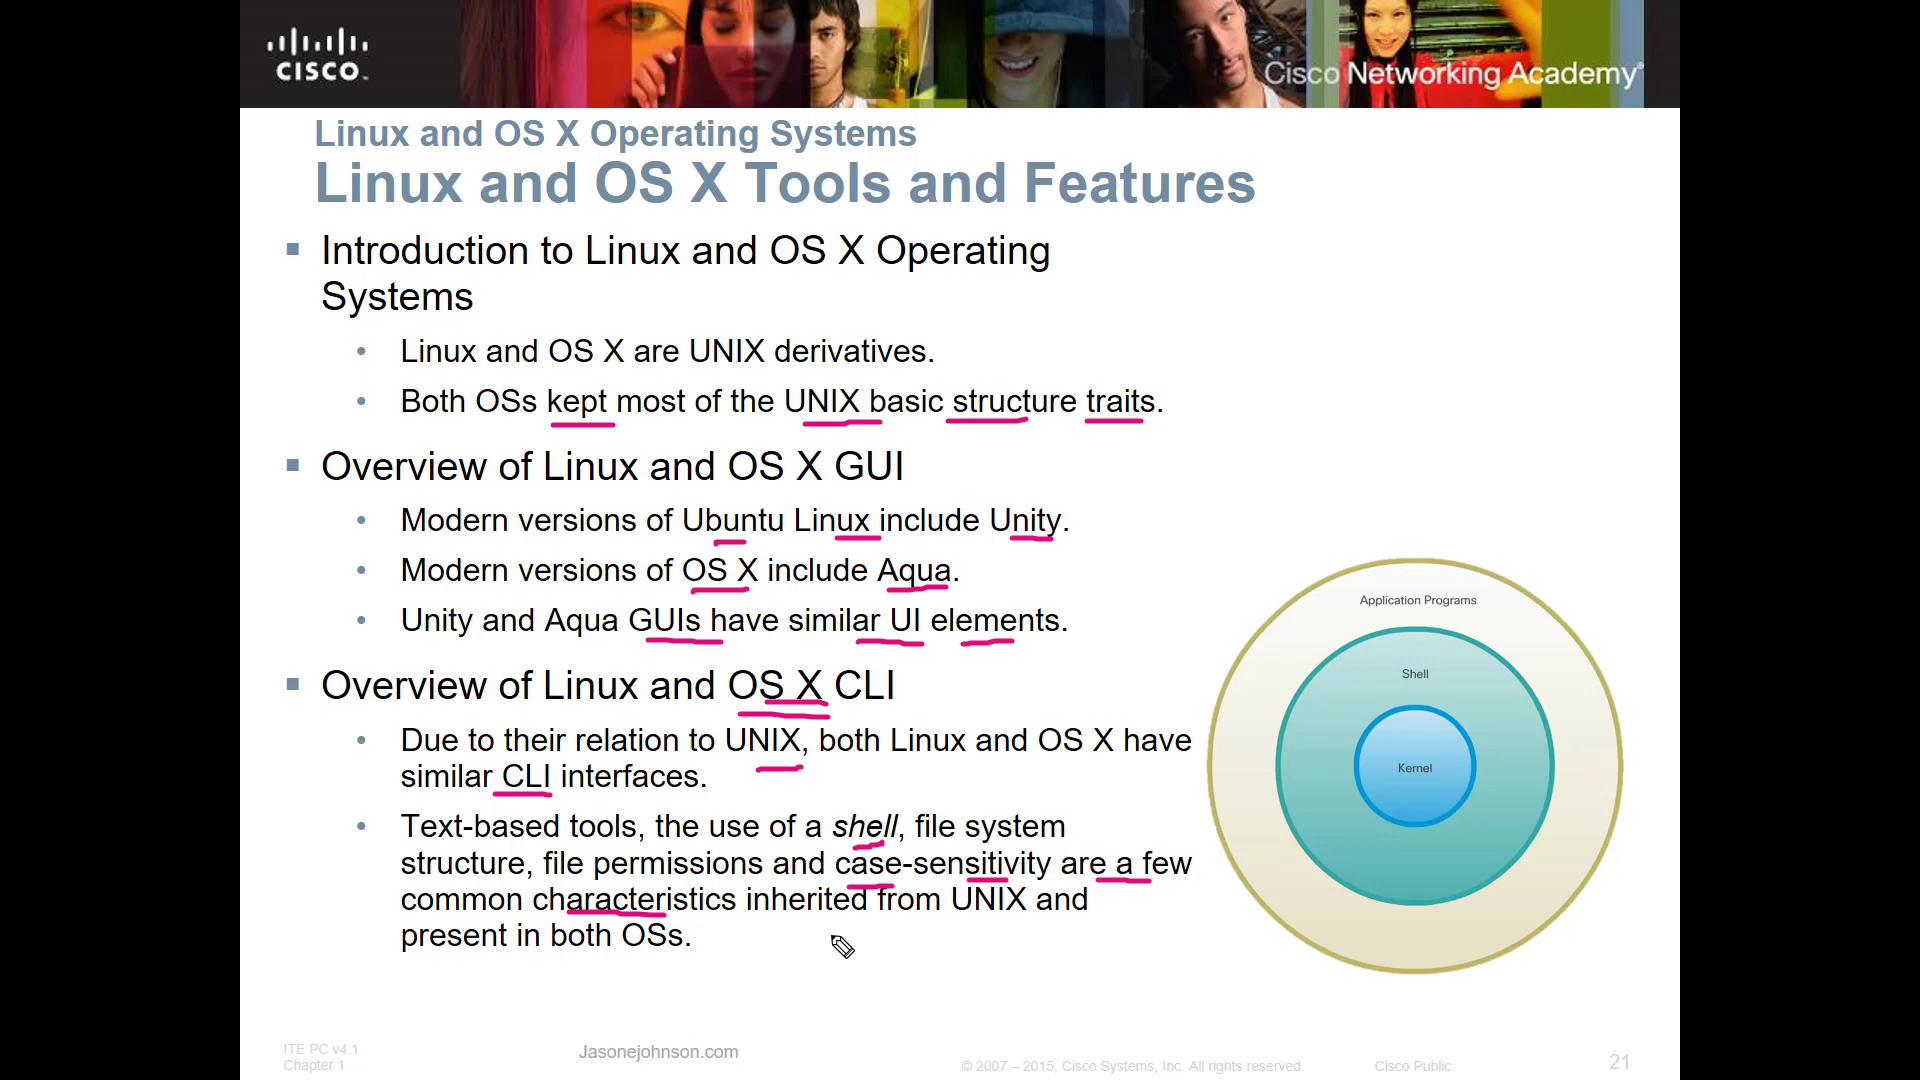 CISCO
Cisco Networking Academy
Linux and OS X Operating Systems
Linux and OS X Tools and Features
Introduction to Linux and OS X Operating
Systems
Linux and OS X are UNIX derivatives.
Both OSs kept most of the UNIX basic structure traits.
Overview of Linux and OS X GUI
Modern versions of Ubuntu Linux include Unity.
Modern versions of OS X include Aqua.
Unity and Aqua GUIs have similar UI elements.
Overview of Linux and OS X CLI
Due to their relation to UNIX, both Linux and OS X have
similar CLI interfaces.
Text-based tools, the use of a shell, file system
structure, file permissions and case-sensitivity are a few
common characteristics inherited from UNIX and
present in both OSs.
Application Programs
Shell
Kernel
ITE PC v4.1
Chapter 1
Jasonejohnson.com
© 2007 – 2015, Cisco Systems, Inc. All rights reserved.
Cisco Public
21